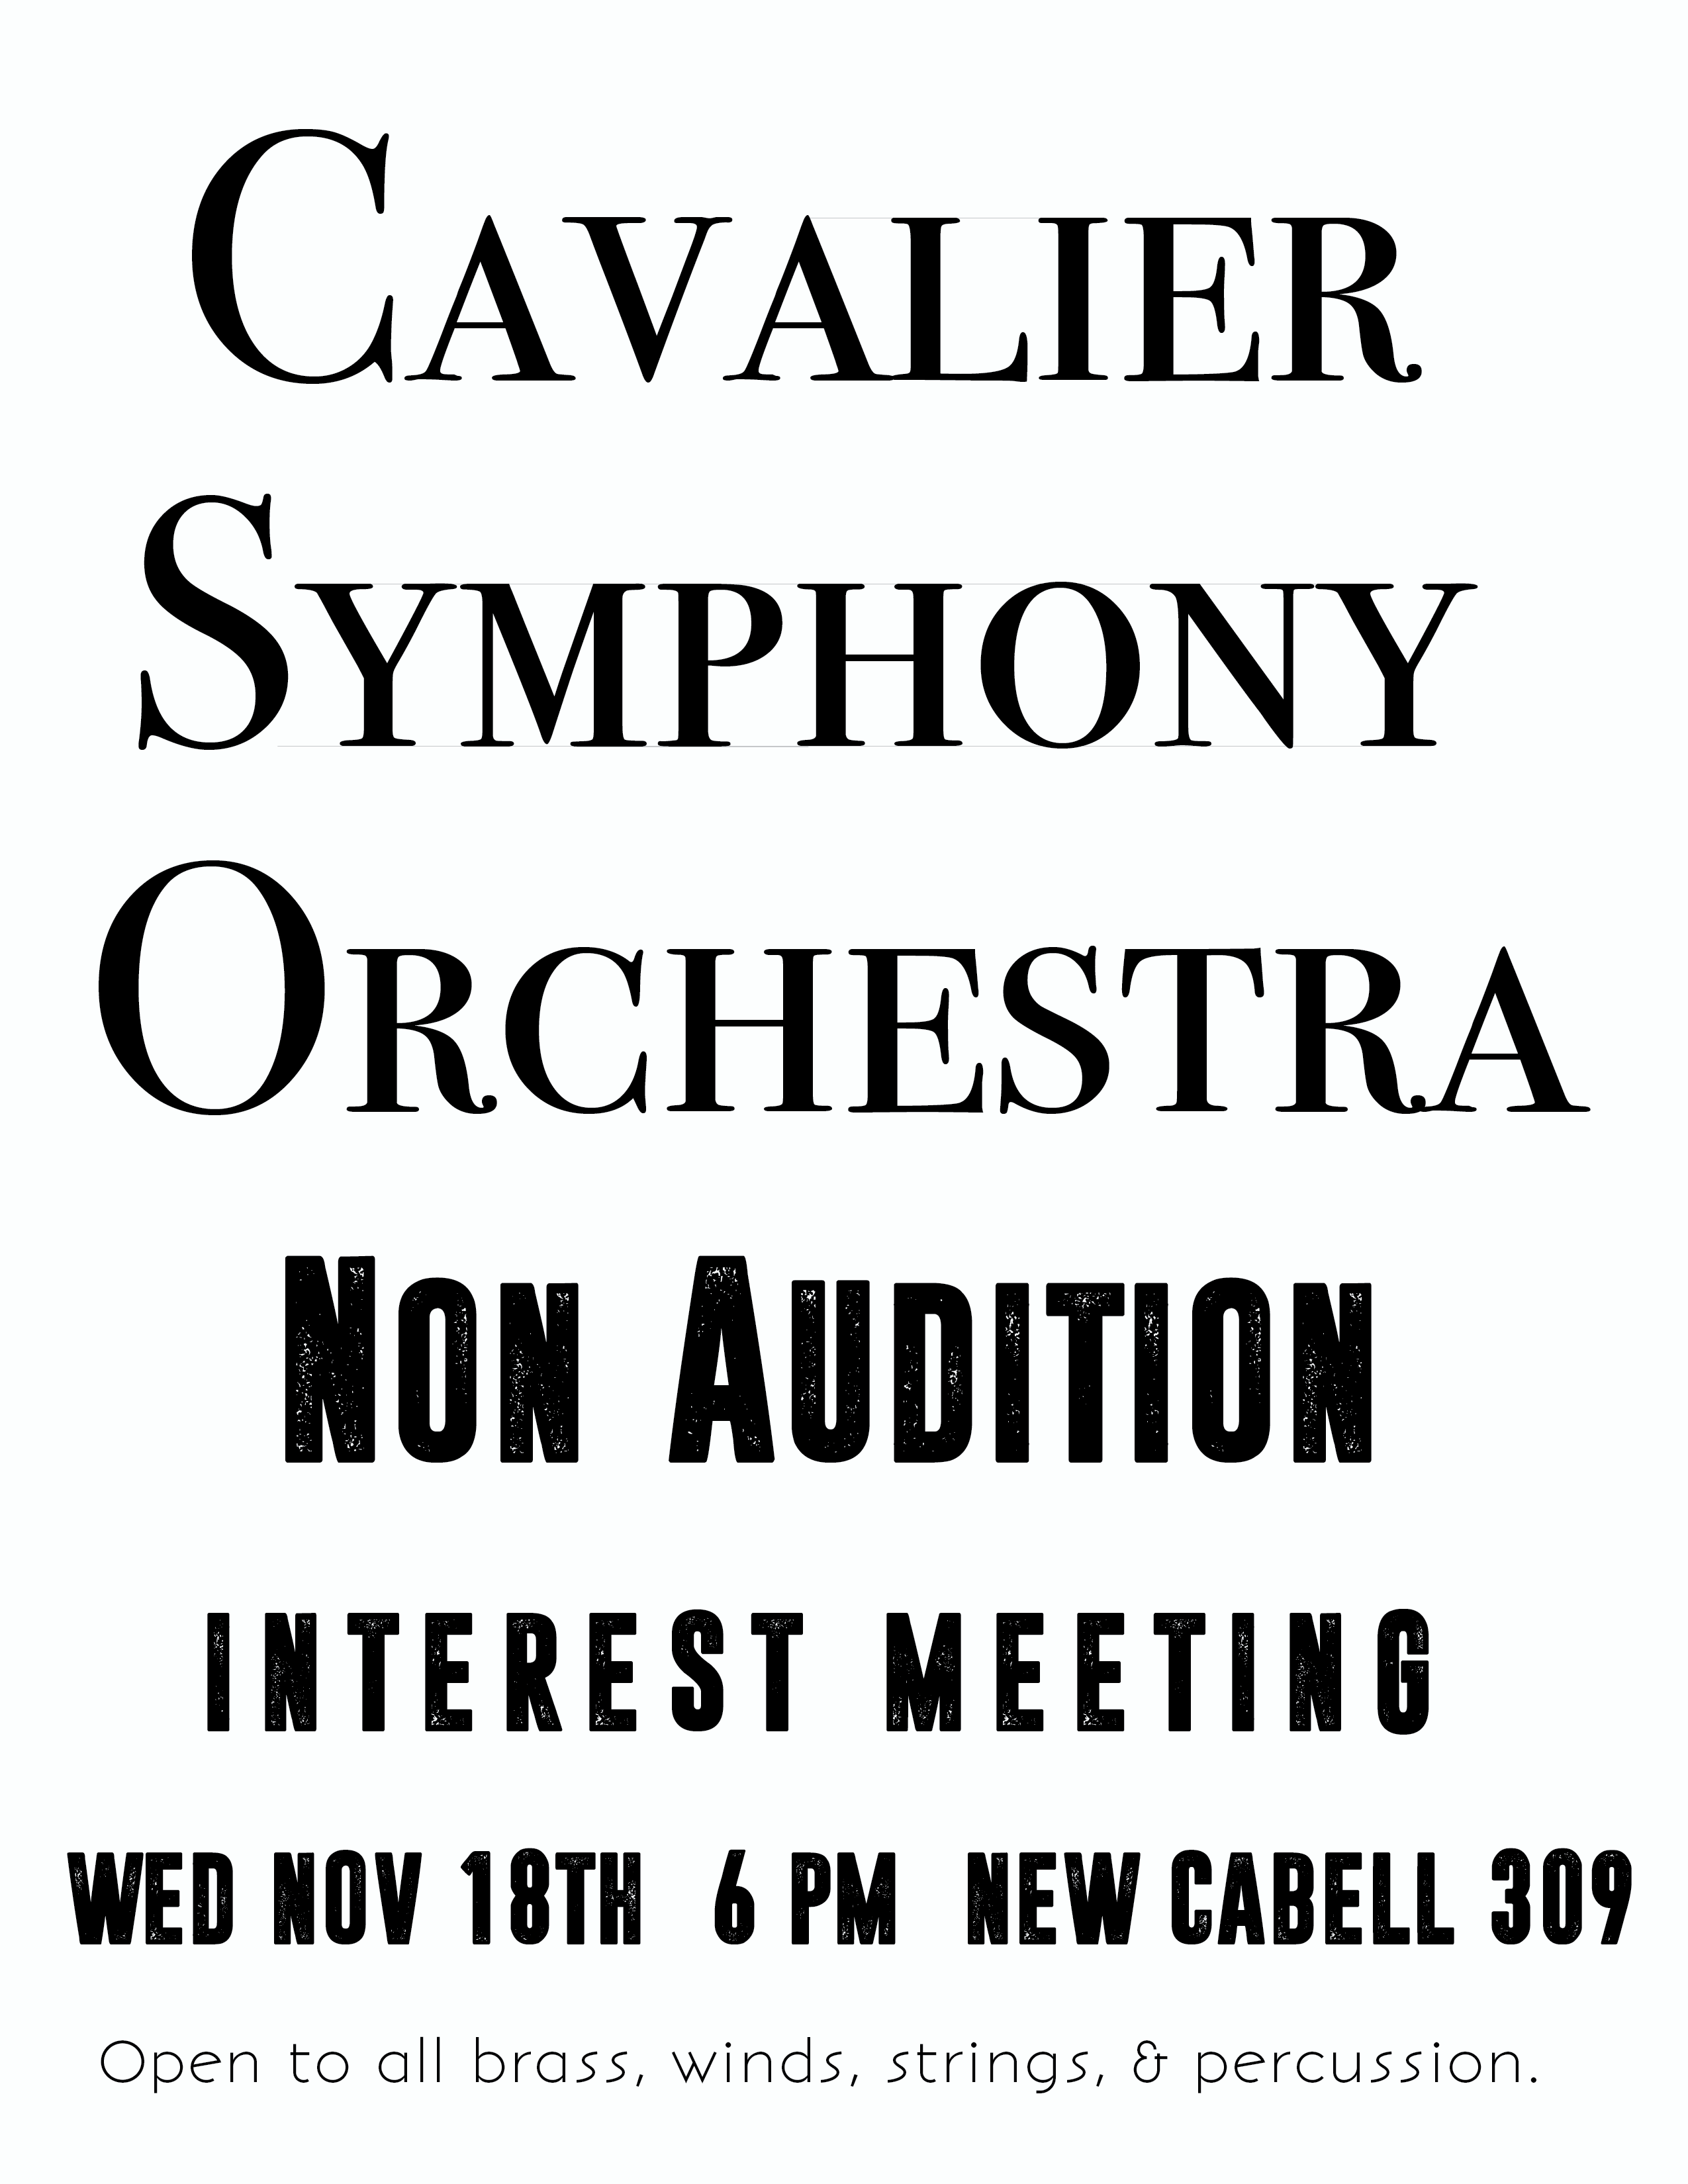 Cavalier
Symphony
Orchestra
Non Audition
INTEREST MEETING
WED NOV 18TH 6 PM NEW CABELL 309
Open to all brass, winds, strings, & percussion.